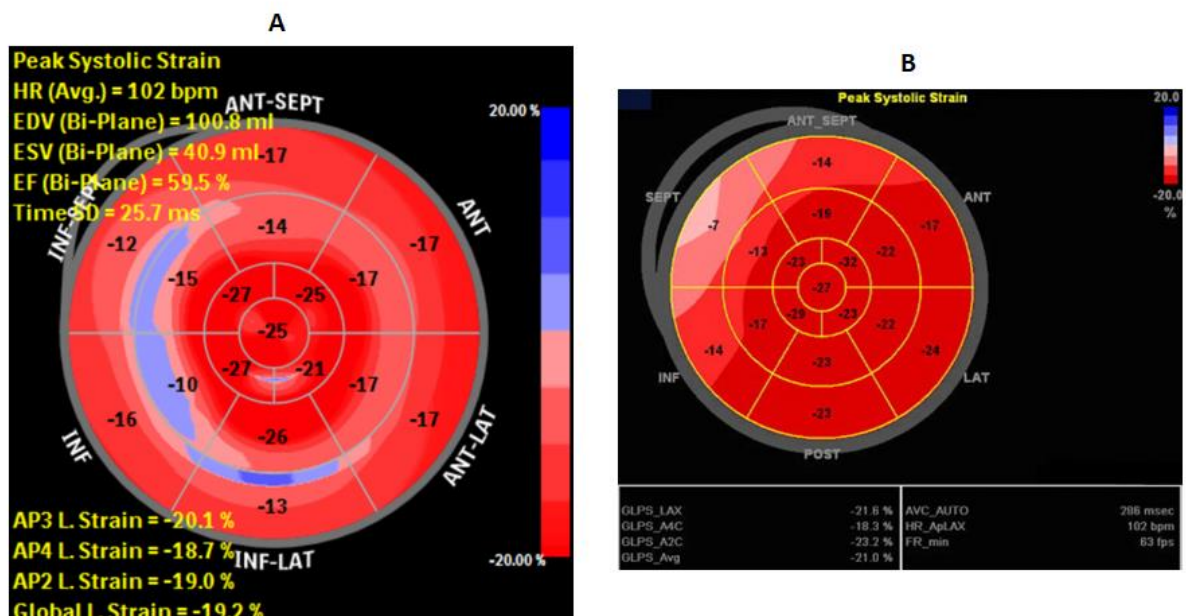 A
Peak Systolic Strain
HR (Avg.) = 102 bpm
EDV (Bi-Plane) = 100.8 ml
ESV (Bi-Plane) = 40.9 ml
EF (Bi-Plane) = 59.5 %
Time SD = 25.7 ms
ANT-SEPT
20.00 %
-17
INF-SEPT
ANT
-12
-14
-17
-15
-17
-27
-25
-25
-10
-27
-21
-17
-16
-26
-17
INF
ANT-LAT
-13
INF-LAT
-20.00 %
AP3 L. Strain = -20.1 %
AP4 L. Strain = -18.7 %
AP2 L. Strain = -19.0 %
Global L. Strain = -19.2 %
B
Peak Systolic Strain
20.0
ANT_SEPT
-20.0
%
SEPT
ANT
-14
-7
-19
-17
-13
-22
-23
-32
-27
-17
-29
-23
-22
-14
-23
-24
INF
LAT
-23
POST
GLPS_LAX -21.6 % AVC_AUTO 286 msec
GLPS_A4C -18.3 % HR_ApLAX 102 bpm
GLPS_A2C -23.2 % FR_min 63 fps
GLPS_Avg -21.0 %